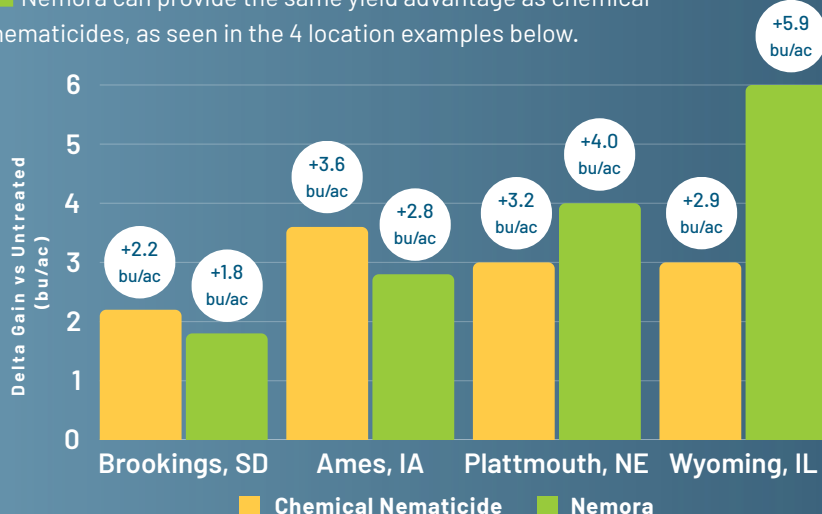 Nemora can provide the same yield advantage as chemical
nematicides, as seen in the 4 location examples below.
+5.9
bu/ac
6
5
4
3
2
1
0
Delta Gain vs Untreated
(bu/ac)
+2.2
bu/ac
+1.8
bu/ac
+3.6
bu/ac
+2.8
bu/ac
+3.2
bu/ac
+4.0
bu/ac
+2.9
bu/ac
Brookings, SD Ames, IA Plattmouth, NE Wyoming, IL
Chemical Nematicide Nemora